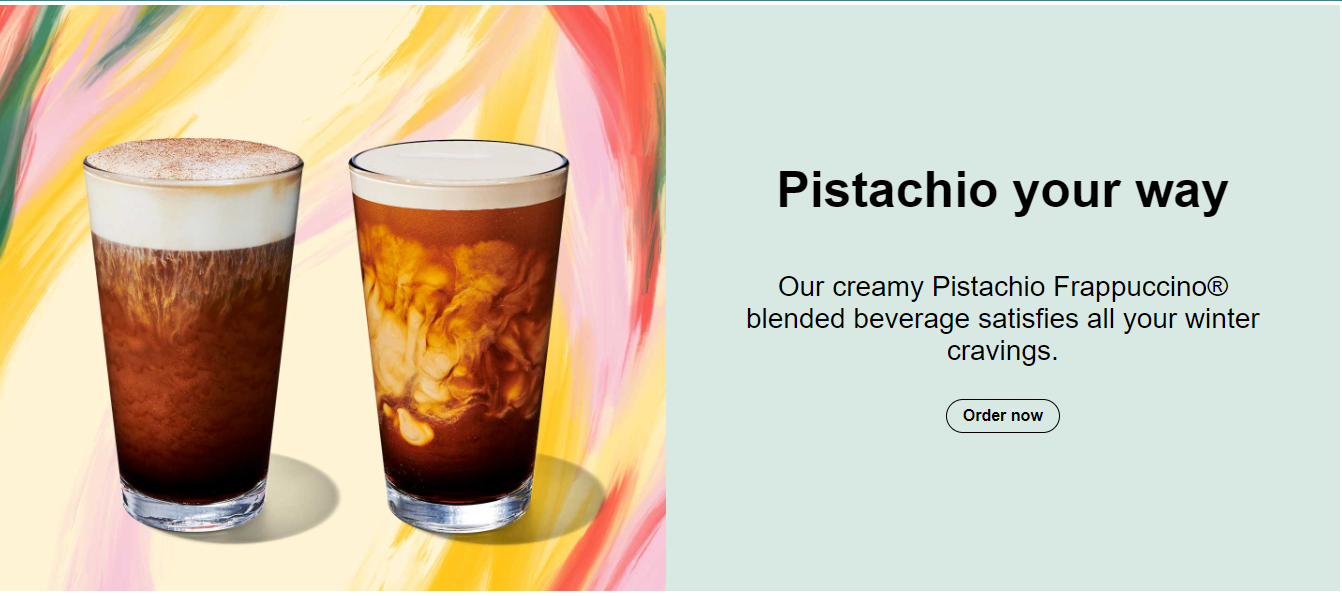 Pistachio your way
Our creamy Pistachio Frappuccino®
blended beverage satisfies all your winter
cravings.
Order now